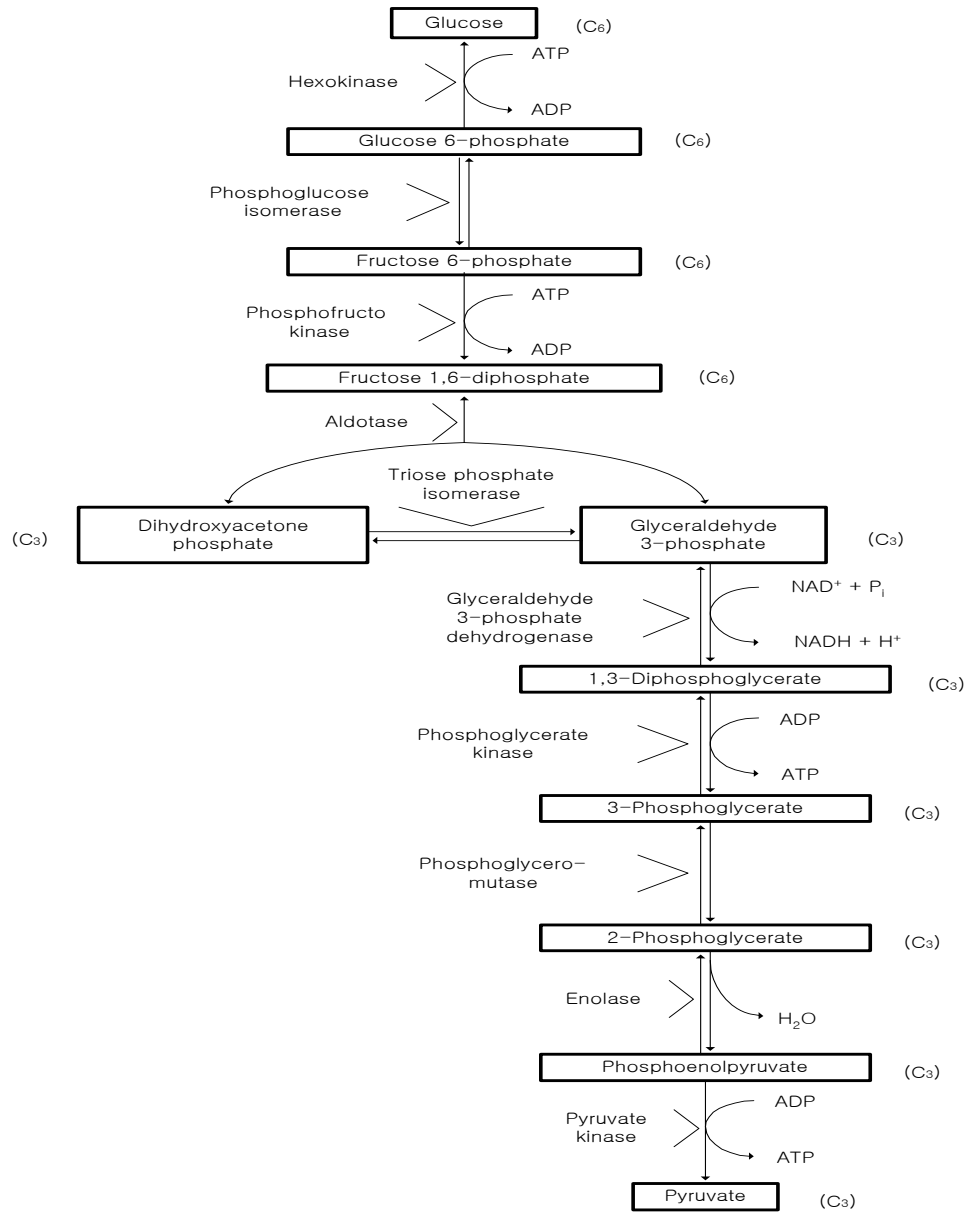 Glucose (C₆)
ATP
Hexokinase
ADP
Glucose 6-phosphate (C₆)
Phosphoglucose
isomerase
Fructose 6-phosphate (C₆)
ATP
Phosphofructo
kinase
ADP
Fructose 1,6-diphosphate (C₆)
Aldotase
Triose phosphate
isomerase
(C₃)
Dihydroxyacetone
phosphate
Glyceraldehyde
3-phosphate
(C₃)
NAD⁺ + Pᵢ
Glyceraldehyde
3-phosphate
dehydrogenase
NADH + H⁺
1,3-Diphosphoglycerate (C₃)
ADP
Phosphoglycerate
kinase
ATP
3-Phosphoglycerate (C₃)
Phosphoglycero-
mutase
2-Phosphoglycerate (C₃)
Enolase
H₂O
Phosphoenolpyruvate (C₃)
ADP
Pyruvate
kinase
ATP
Pyruvate (C₃)